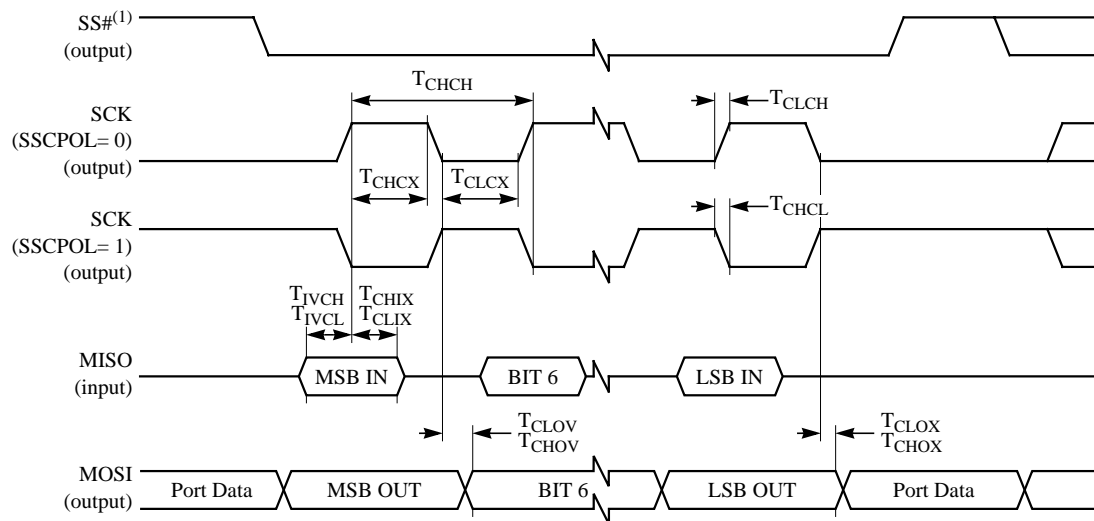 SS#(1)
(output)
TCHCH
TCLCH
SCK
(SSCPOL= 0)
(output)
TCHCX
TCLCX
TCHCL
SCK
(SSCPOL= 1)
(output)
TIVCH
TIVCL
TCHIX
TCLIX
MISO
(input)
MSB IN
BIT 6
LSB IN
TCLOV
TCHOV
TCLOX
TCHOX
MOSI
(output)
Port Data
MSB OUT
BIT 6
LSB OUT
Port Data